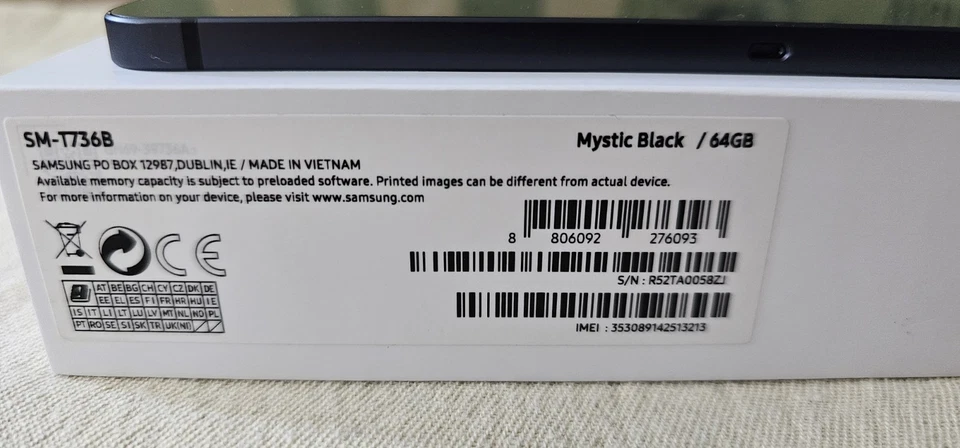 SM-T736B
Mystic Black / 64GB
SAMSUNG PO BOX 12987,DUBLIN,IE / MADE IN VIETNAM
Available memory capacity is subject to preloaded software. Printed images can be different from actual device.
For more information on your device, please visit www.samsung.com
8 806092 276093
S/N : R52TA0058ZJ
IMEI : 353089142513213
CE
AT BE BG CH CY CZ DK DE
EE EL ES FI FR HR HU IE
IS IT LI LT LU LV MT NL NO PL
PT RO SE SI SK TR UK(NI)